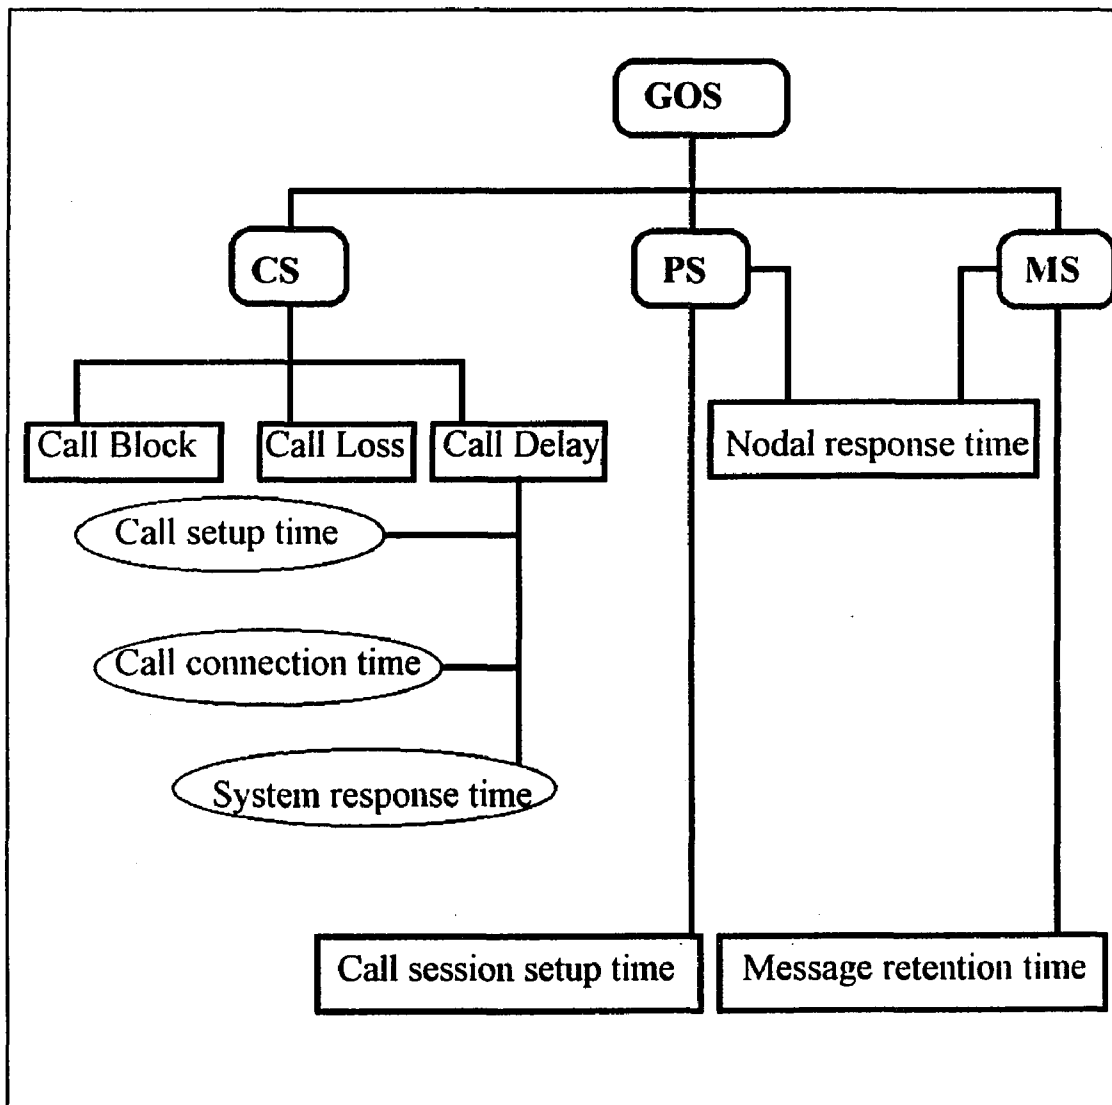 GOS
CS
PS
MS
Call Block
Call Loss
Call Delay
Nodal response time
Call setup time
Call connection time
System response time
Call session setup time
Message retention time